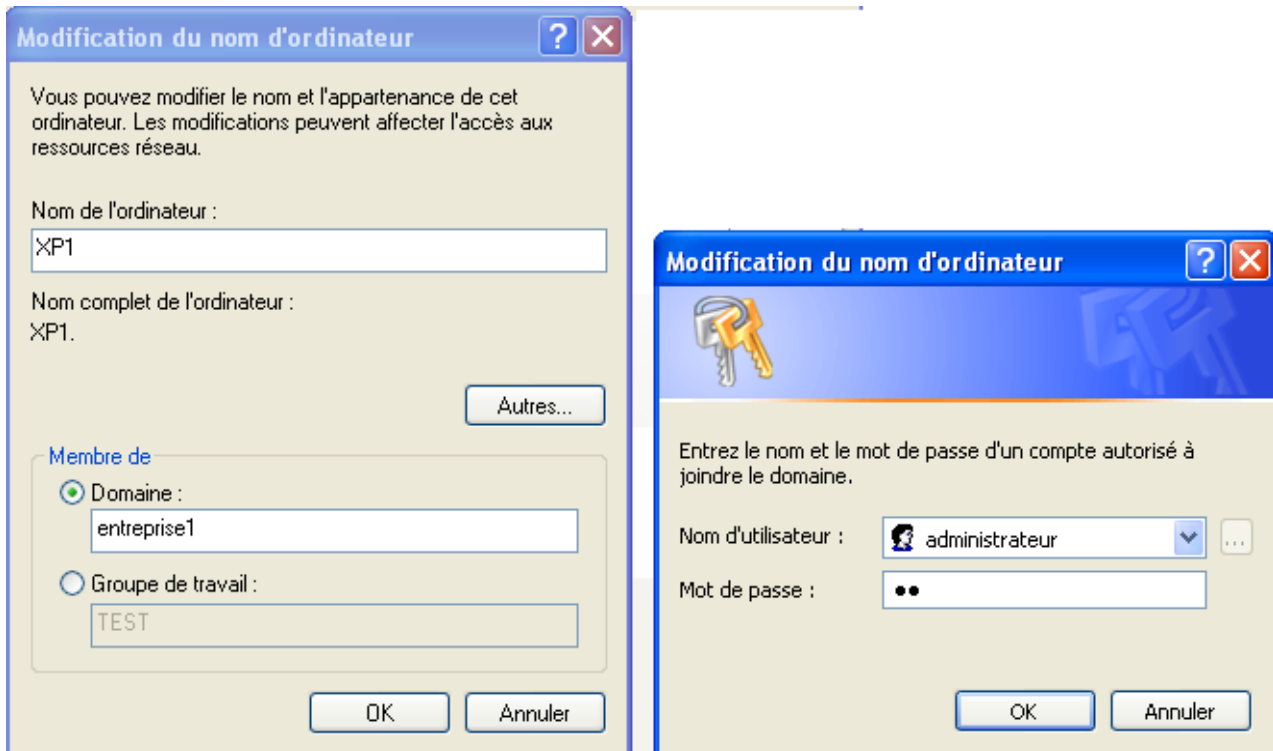 Modification du nom d'ordinateur
Vous pouvez modifier le nom et l'appartenance de cet
ordinateur. Les modifications peuvent affecter l'accès aux
ressources réseau.
Nom de l'ordinateur :
XP1
Nom complet de l'ordinateur :
XP1.
Autres...
Membre de
Domaine :
entreprise1
Groupe de travail :
TEST
OK Annuler
Modification du nom d'ordinateur
Entrez le nom et le mot de passe d'un compte autorisé à
joindre le domaine.
Nom d'utilisateur : administrateur ...
Mot de passe : ●●
OK Annuler